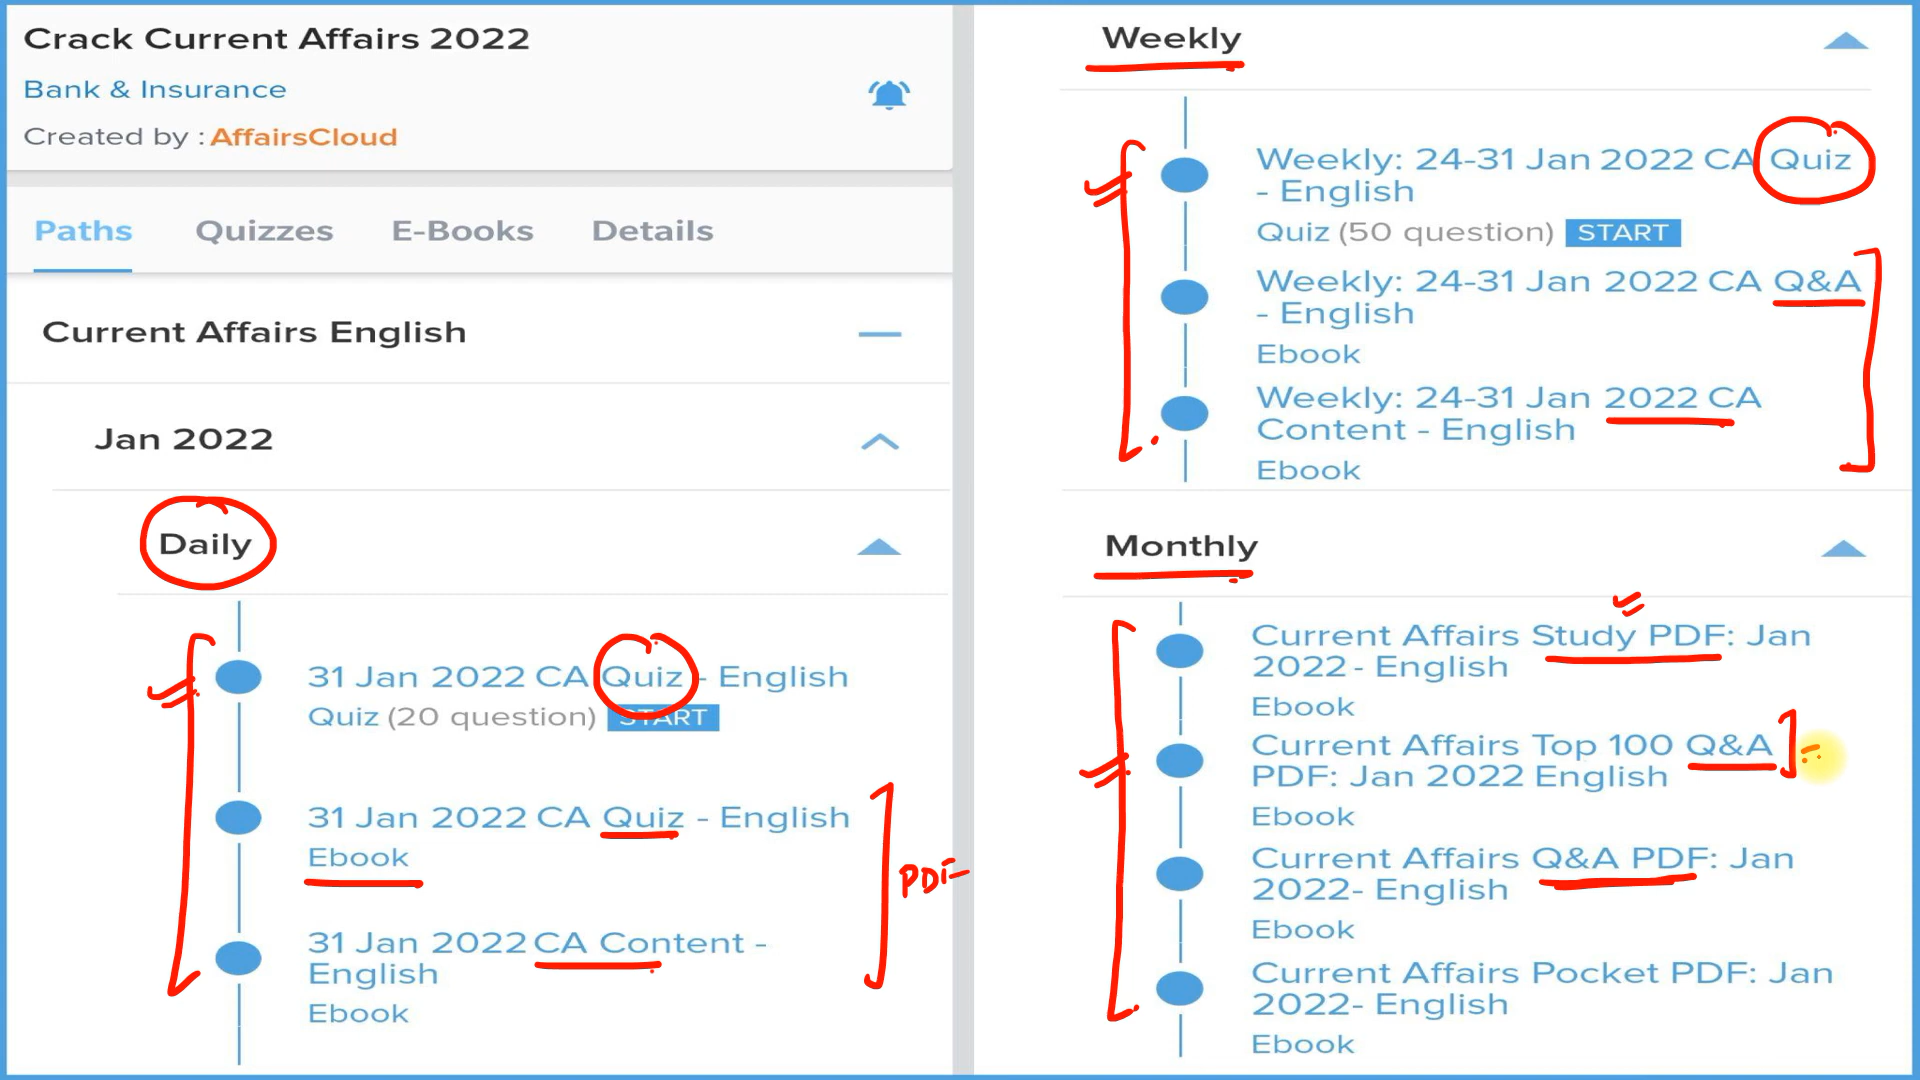 Crack Current Affairs 2022
Bank & Insurance
Created by : AffairsCloud
Paths Quizzes E-Books Details
Current Affairs English
Jan 2022
Daily
31 Jan 2022 CA Quiz - English
Quiz (20 question) START
31 Jan 2022 CA Quiz - English
Ebook
PDF
31 Jan 2022 CA Content -
English
Ebook
Weekly
Weekly: 24-31 Jan 2022 CA Quiz
- English
Quiz (50 question) START
Weekly: 24-31 Jan 2022 CA Q&A
- English
Ebook
Weekly: 24-31 Jan 2022 CA
Content - English
Ebook
Monthly
Current Affairs Study PDF: Jan
2022- English
Ebook
Current Affairs Top 100 Q&A
PDF: Jan 2022 English
Ebook
Current Affairs Q&A PDF: Jan
2022- English
Ebook
Current Affairs Pocket PDF: Jan
2022- English
Ebook